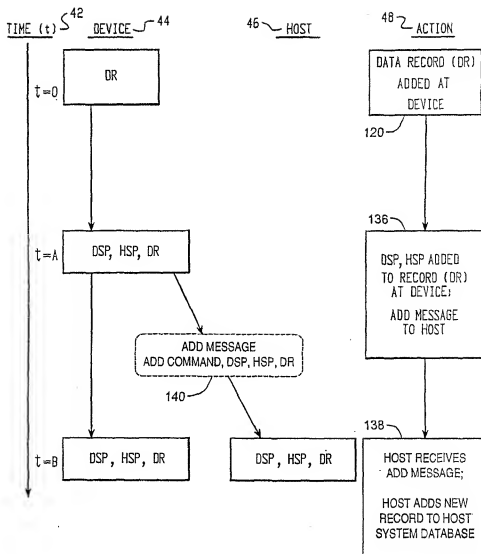 TIME (t) 42 DEVICE 44 46 HOST 48 ACTION
t=0
DR
DATA RECORD (DR)
ADDED AT
DEVICE
120
t=A
DSP, HSP, DR
136
DSP, HSP ADDED
TO RECORD (DR)
AT DEVICE;
ADD MESSAGE
TO HOST
ADD MESSAGE
ADD COMMAND, DSP, HSP, DR
140
t=B
DSP, HSP, DR
DSP, HSP, DR
138
HOST RECEIVES
ADD MESSAGE;
HOST ADDS NEW
RECORD TO HOST
SYSTEM DATABASE